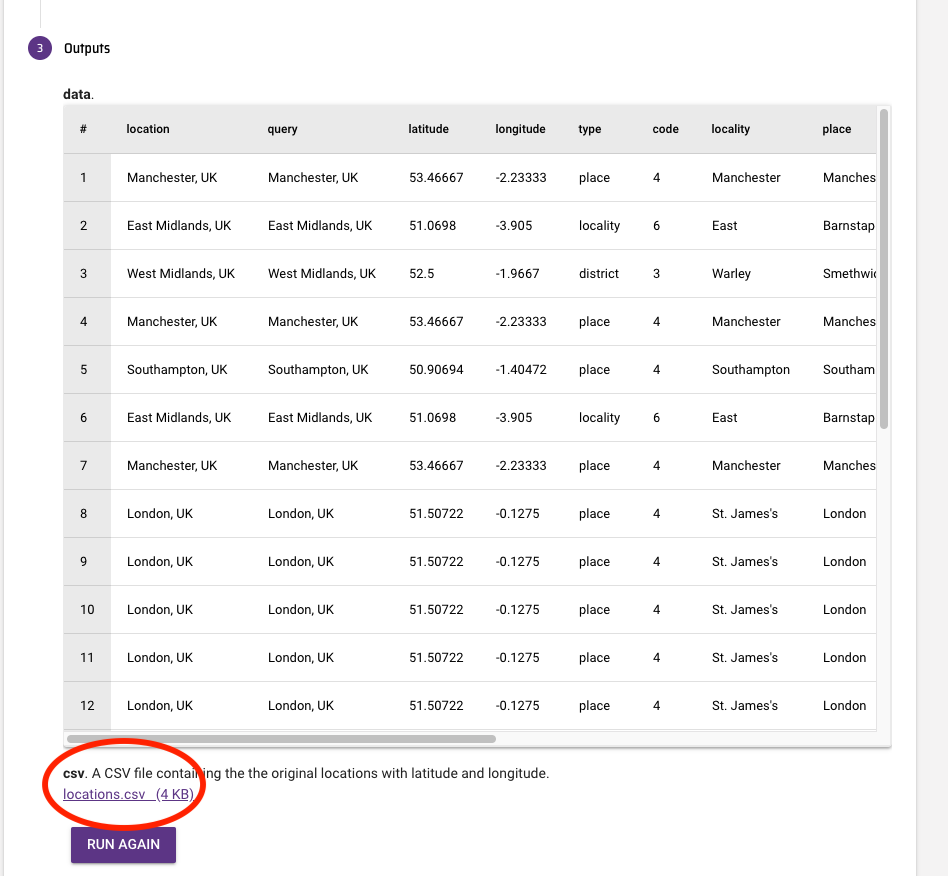 3 Outputs
data.
# location query latitude longitude type code locality place
1 Manchester, UK Manchester, UK 53.46667 -2.23333 place 4 Manchester Manches
2 East Midlands, UK East Midlands, UK 51.0698 -3.905 locality 6 East Barnstap
3 West Midlands, UK West Midlands, UK 52.5 -1.9667 district 3 Warley Smethwi
4 Manchester, UK Manchester, UK 53.46667 -2.23333 place 4 Manchester Manches
5 Southampton, UK Southampton, UK 50.90694 -1.40472 place 4 Southampton Southam
6 East Midlands, UK East Midlands, UK 51.0698 -3.905 locality 6 East Barnstap
7 Manchester, UK Manchester, UK 53.46667 -2.23333 place 4 Manchester Manches
8 London, UK London, UK 51.50722 -0.1275 place 4 St. James's London
9 London, UK London, UK 51.50722 -0.1275 place 4 St. James's London
10 London, UK London, UK 51.50722 -0.1275 place 4 St. James's London
11 London, UK London, UK 51.50722 -0.1275 place 4 St. James's London
12 London, UK London, UK 51.50722 -0.1275 place 4 St. James's London
csv. A CSV file containing the the original locations with latitude and longitude.
locations.csv (4 KB)
RUN AGAIN